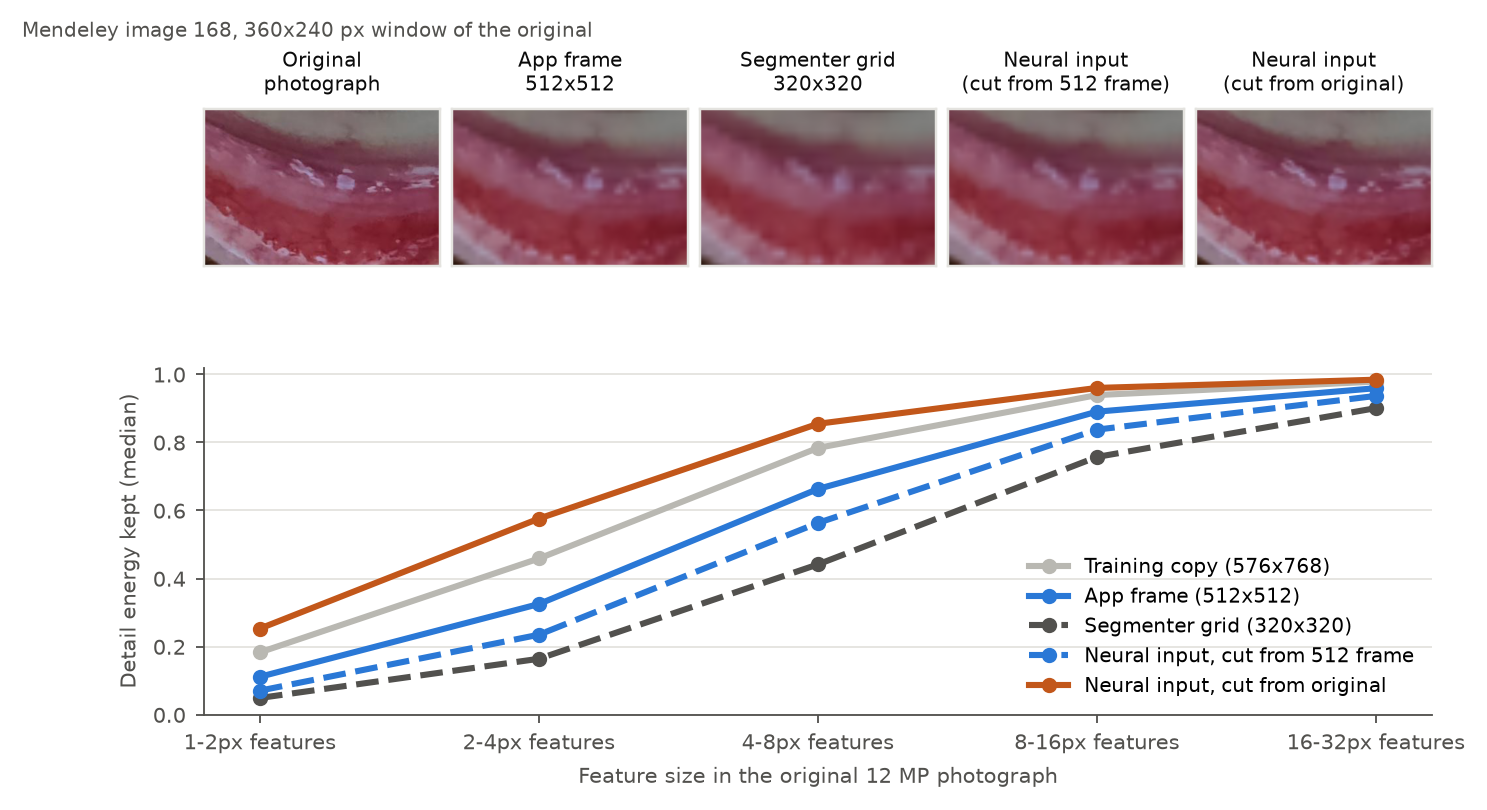 Mendeley image 168, 360x240 px window of the original
Original
photograph
App frame
512x512
Segmenter grid
320x320
Neural input
(cut from 512 frame)
Neural input
(cut from original)
Detail energy kept (median)
1.0
0.8
0.6
0.4
0.2
0.0
Training copy (576x768)
App frame (512x512)
Segmenter grid (320x320)
Neural input, cut from 512 frame
Neural input, cut from original
1-2px features
2-4px features
4-8px features
8-16px features
16-32px features
Feature size in the original 12 MP photograph